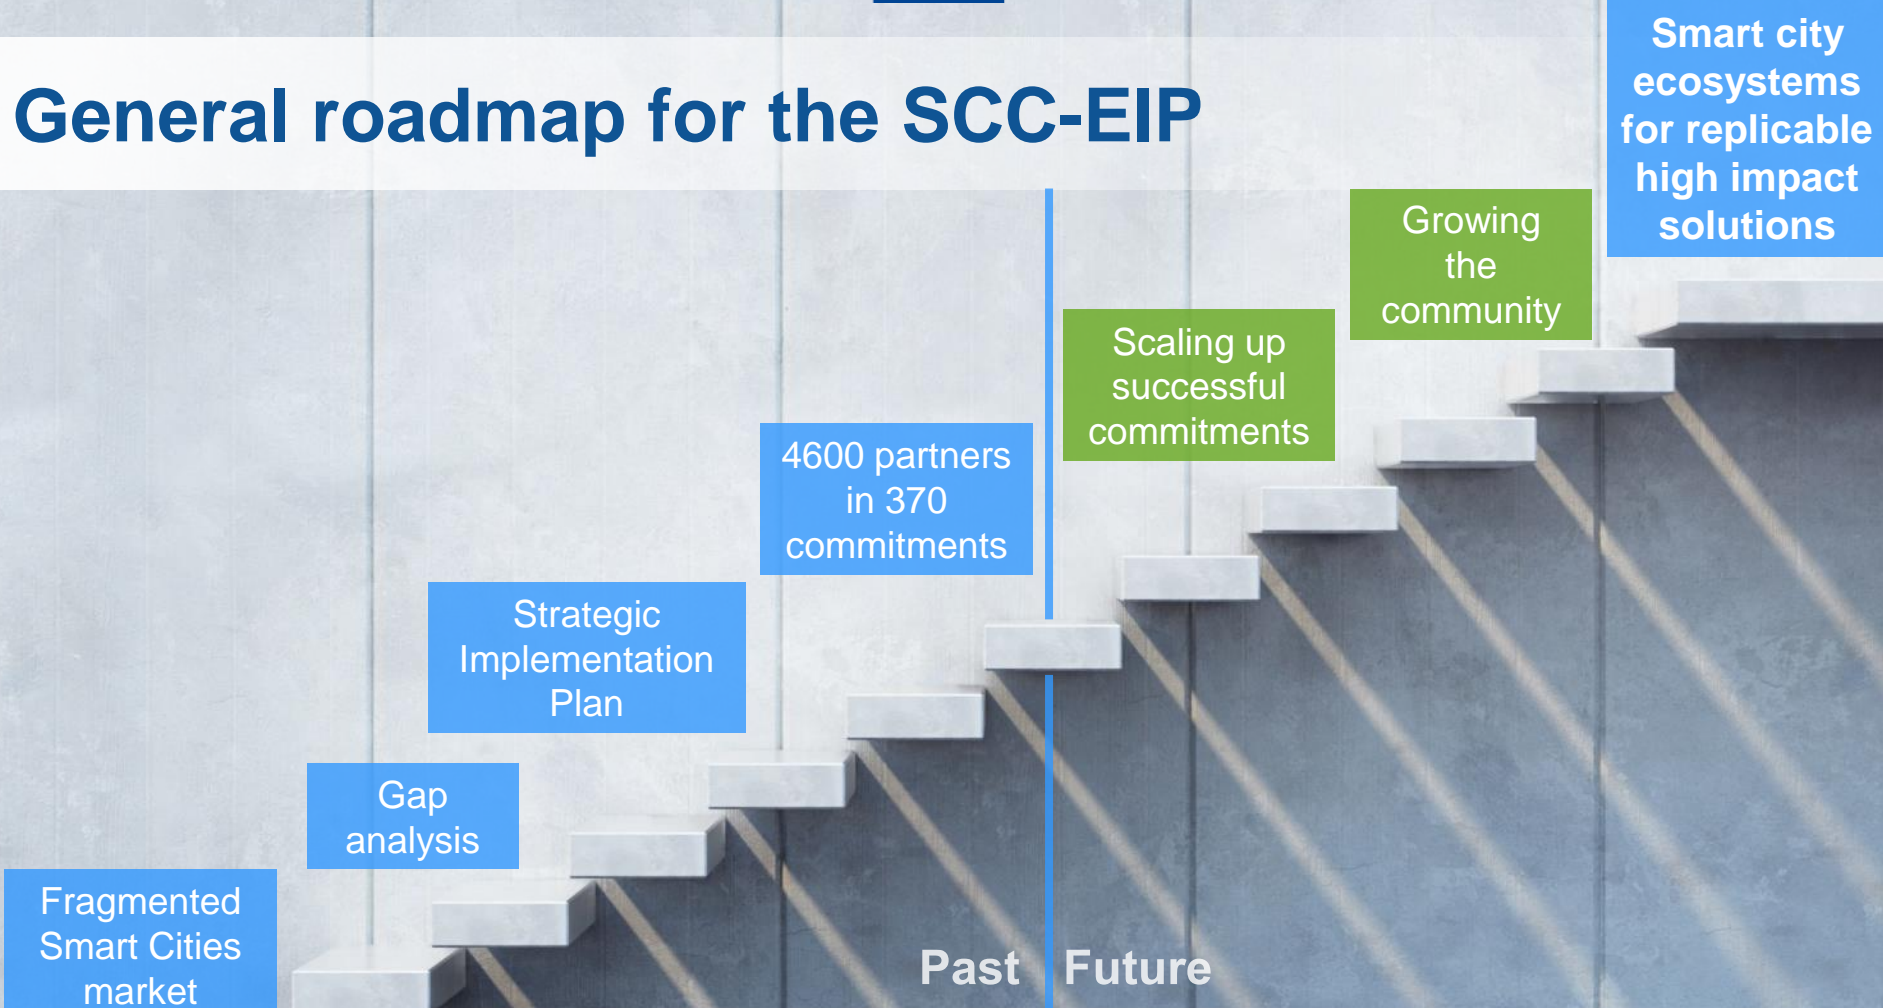 General roadmap for the SCC-EIP
Smart city
ecosystems
for replicable
high impact
solutions
Growing
the
community
Scaling up
successful
commitments
4600 partners
in 370
commitments
Strategic
Implementation
Plan
Gap
analysis
Fragmented
Smart Cities
market
Past
Future